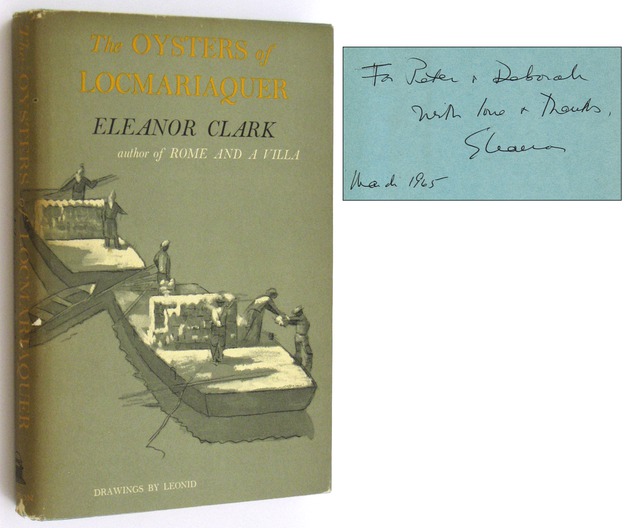 The OYSTERS of
LOCMARIAQUER
ELEANOR CLARK
author of ROME AND A VILLA
DRAWINGS BY LEONID
The OYSTERS of LOCMARIAQUER
For Peter & Deborah
with love & thanks,
Eleanor
March 1965